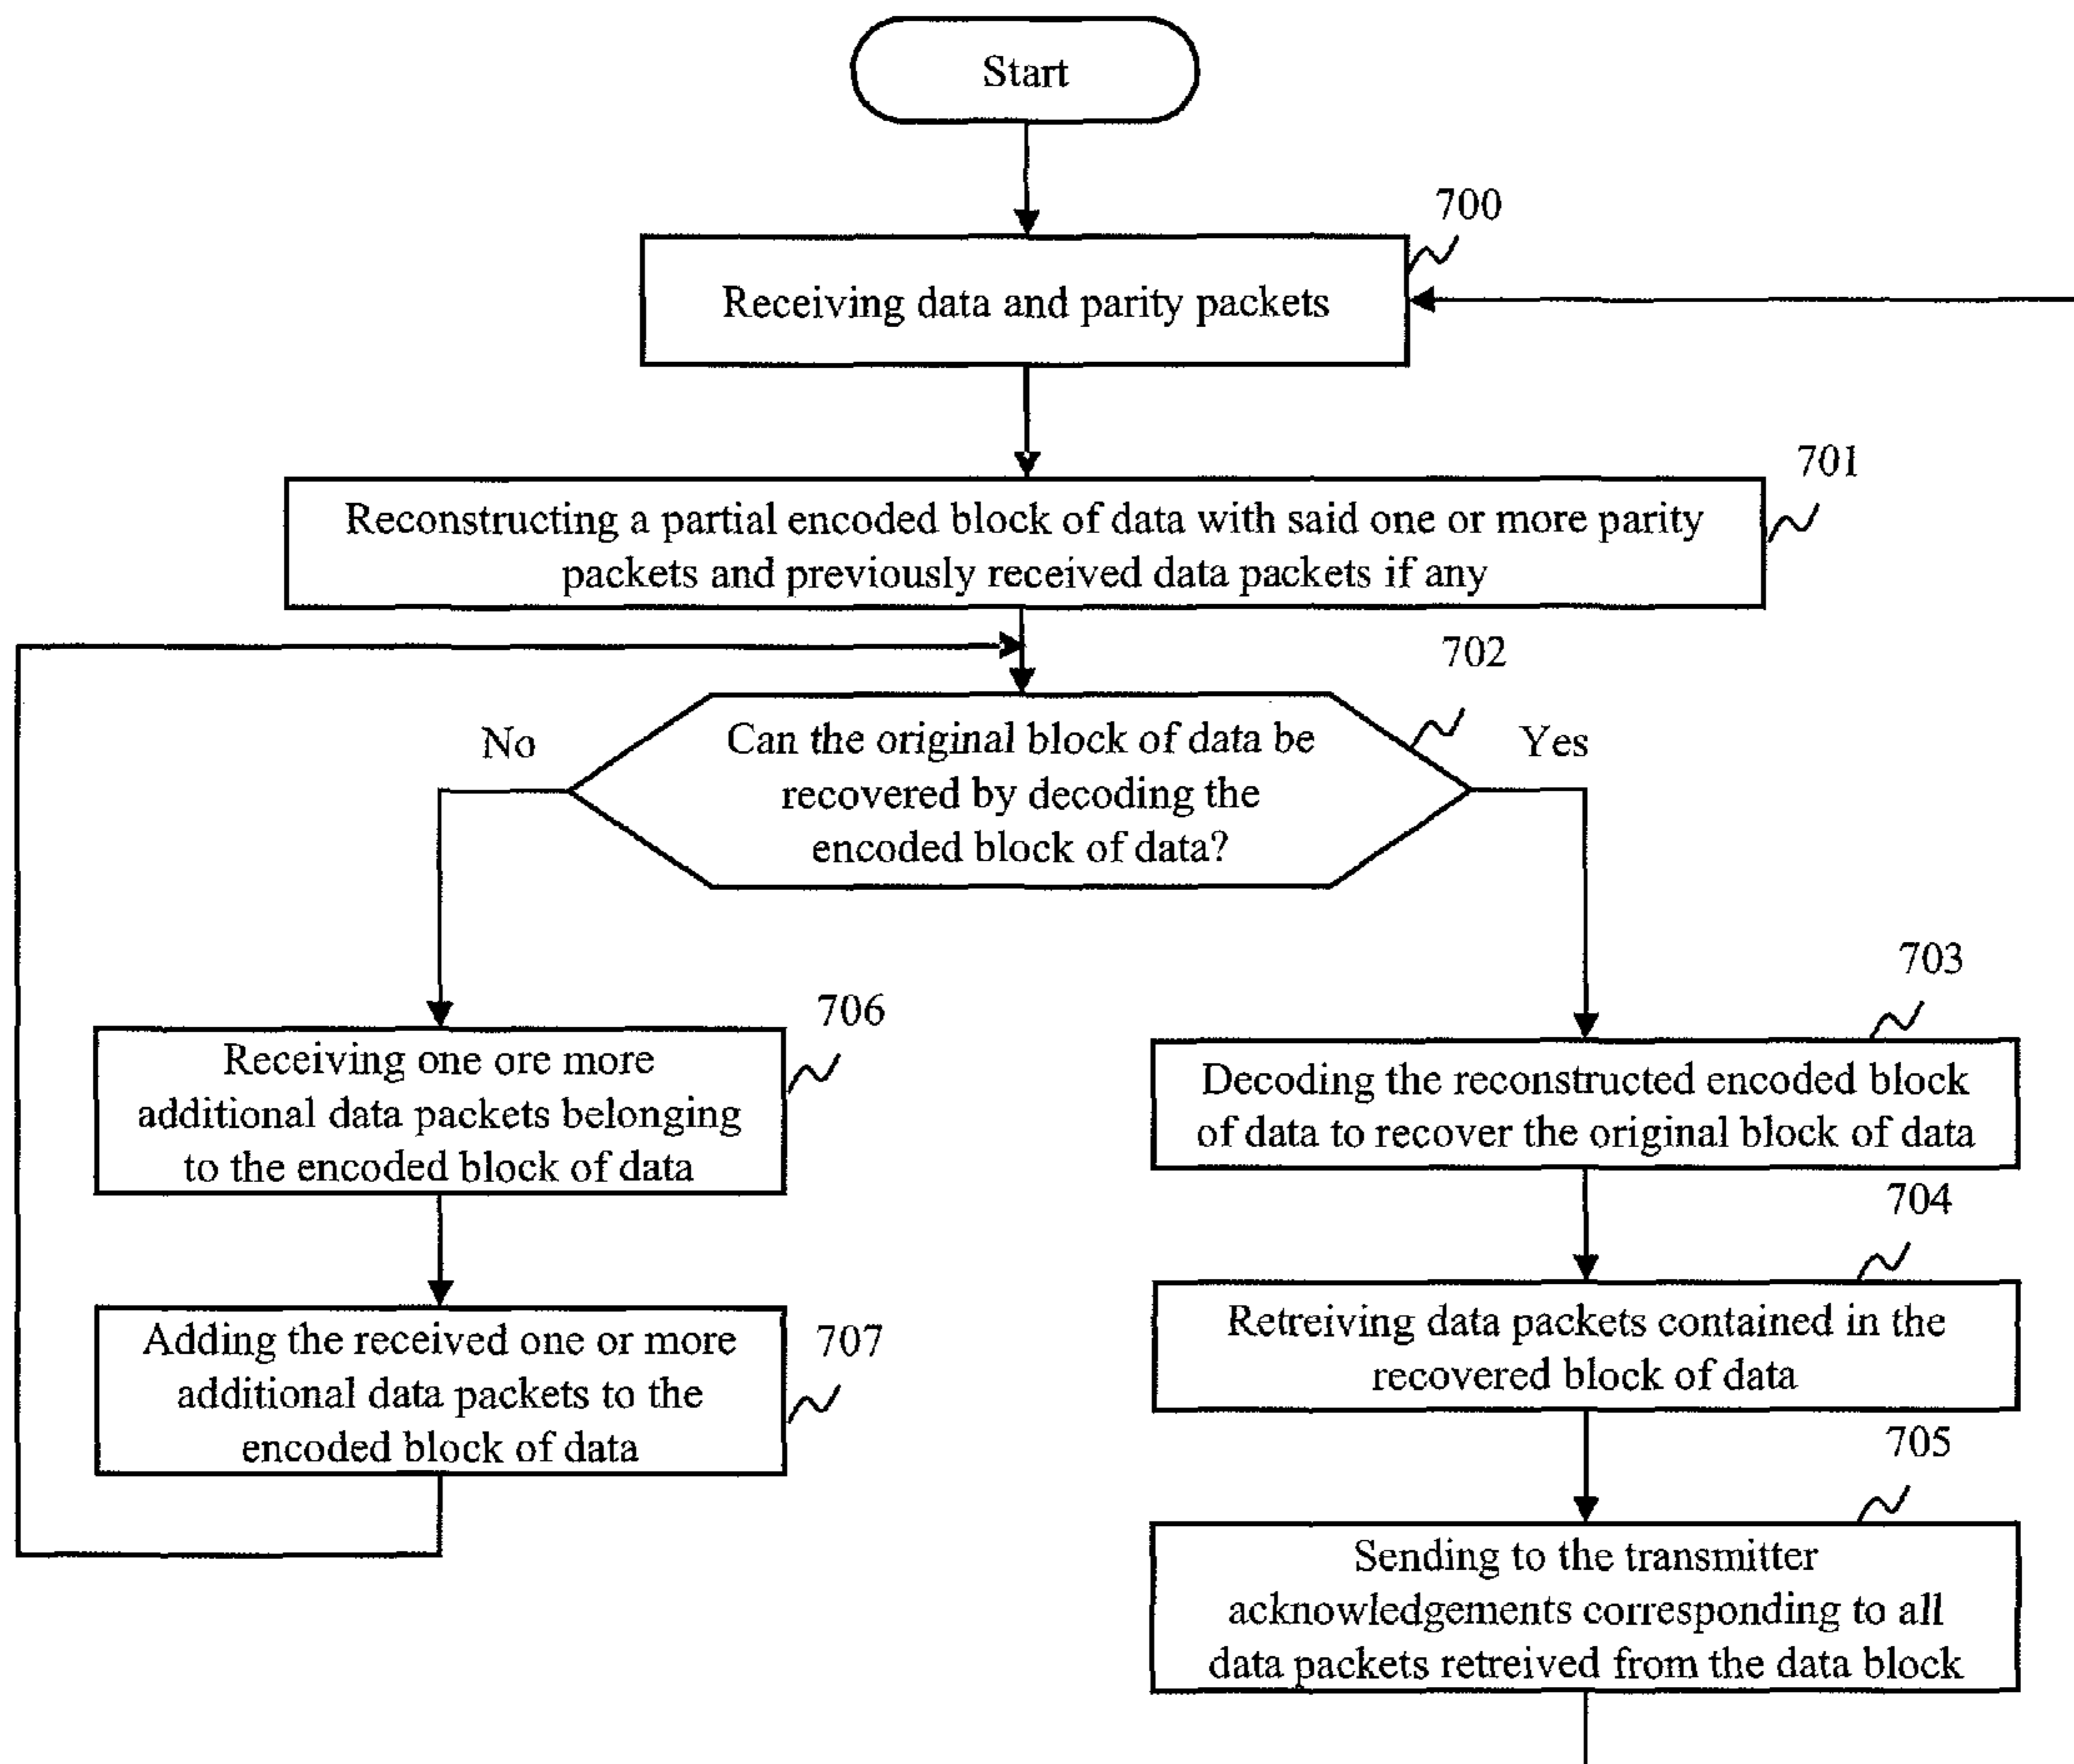 Start
700
Receiving data and parity packets
701
Reconstructing a partial encoded block of data with said one or more parity
packets and previously received data packets if any
702
No
Can the original block of data be
recovered by decoding the
encoded block of data?
Yes
703
Decoding the reconstructed encoded block
of data to recover the original block of data
706
Receiving one ore more
additional data packets belonging
to the encoded block of data
704
Retreiving data packets contained in the
recovered block of data
707
Adding the received one or more
additional data packets to the
encoded block of data
705
Sending to the transmitter
acknowledgements corresponding to all
data packets retreived from the data block